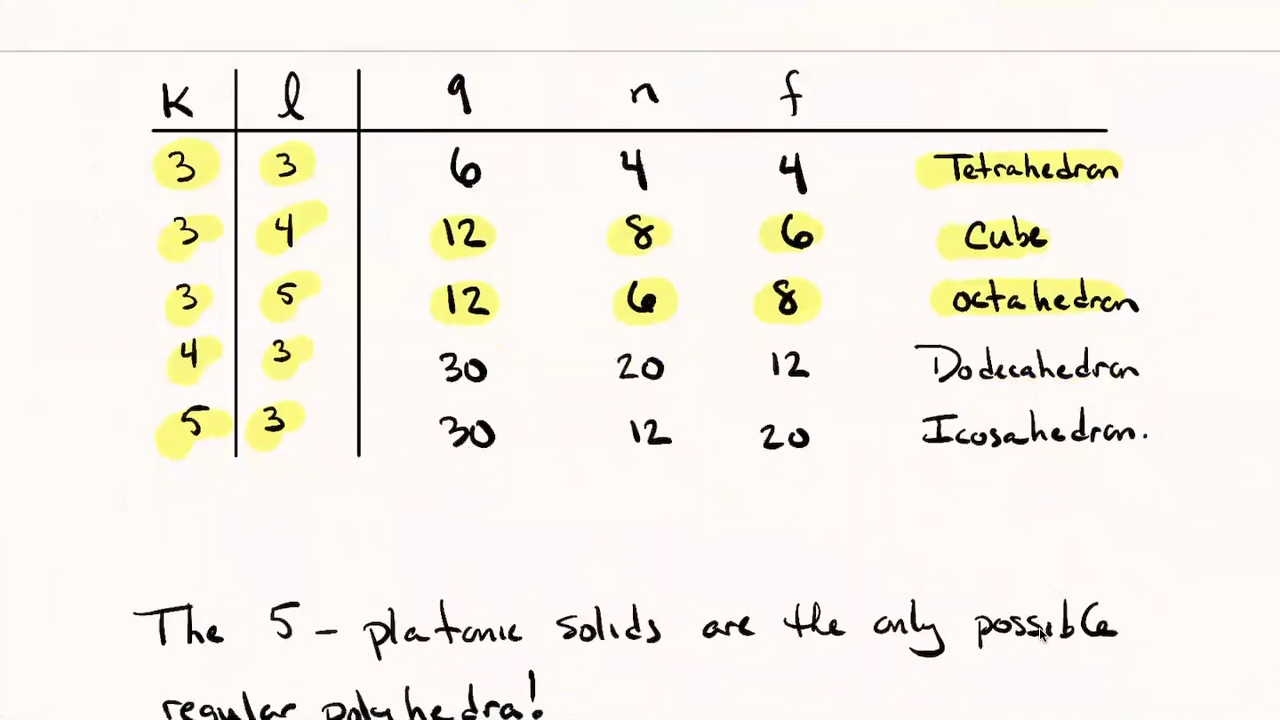 K l q n f
3 3 6 4 4 Tetrahedron
3 4 12 8 6 Cube
3 5 12 6 8 octahedron
4 3 30 20 12 Dodecahedron
5 3 30 12 20 Icosahedron.
The 5 - platonic solids are the only possible
regular polyhedra!